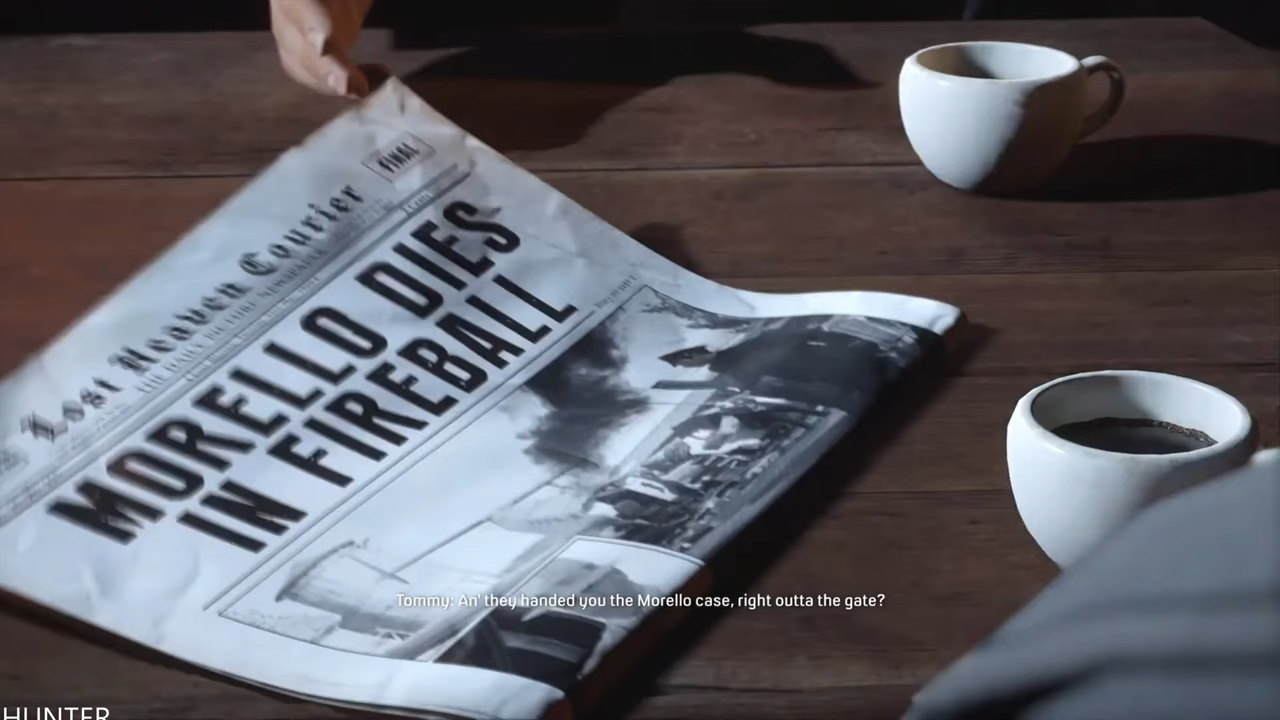 FINAL
Lost Heaven Courier
MORELLO DIES
IN FIREBALL
Tommy: An' they handed you the Morello case, right outta the gate?
HUNTER